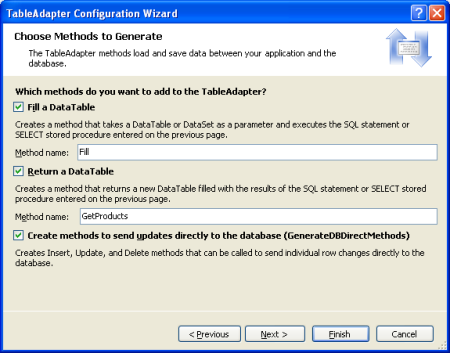 TableAdapter Configuration Wizard
Choose Methods to Generate
The TableAdapter methods load and save data between your application and the
database.
Which methods do you want to add to the TableAdapter?
Fill a DataTable
Creates a method that takes a DataTable or DataSet as a parameter and executes the SQL statement or
SELECT stored procedure entered on the previous page.
Method name: Fill
Return a DataTable
Creates a method that returns a new DataTable filled with the results of the SQL statement or SELECT stored
procedure entered on the previous page.
Method name: GetProducts
Create methods to send updates directly to the database (GenerateDBDirectMethods)
Creates Insert, Update, and Delete methods that can be called to send individual row changes directly to the
database.
< Previous Next > Finish Cancel